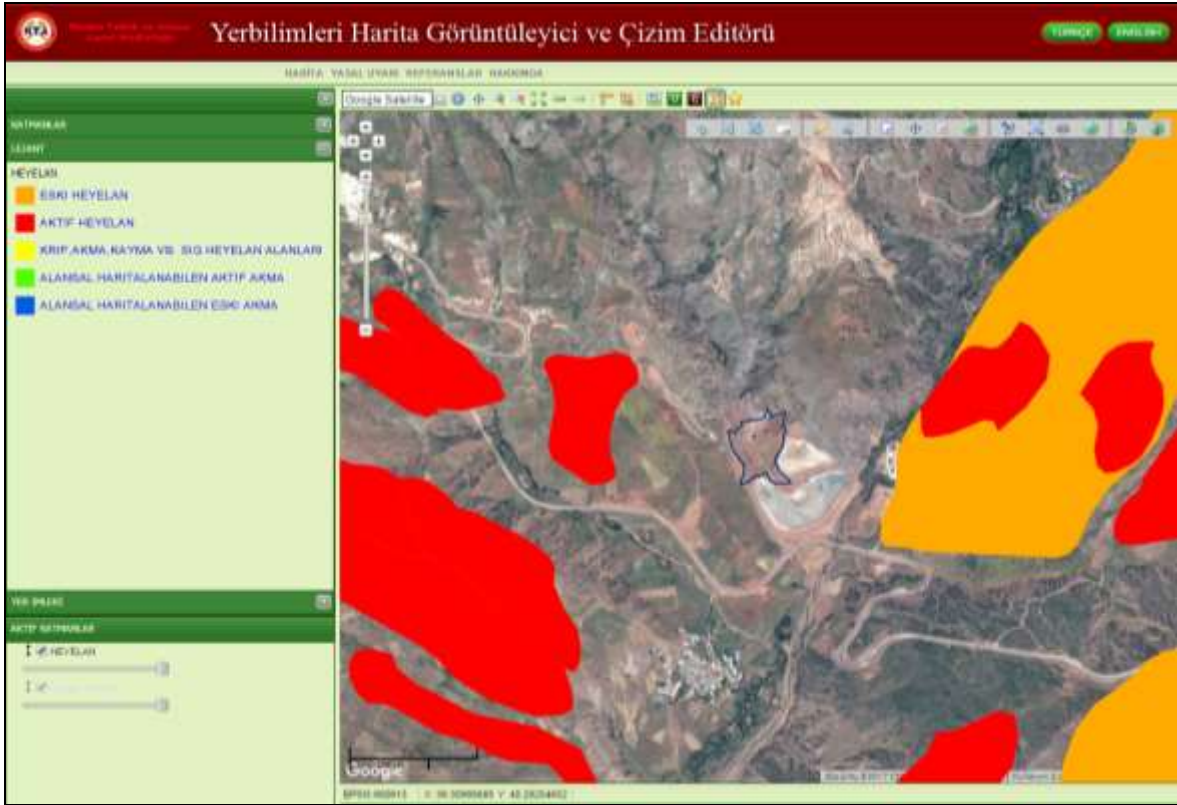 Yerbilimleri Harita Görüntüleyici ve Çizim Editörü
TÜRKÇE
ENGLISH
HARİTA YASAL UYARI REFERANSLAR HAKKINDA
Google Satellite
KATMANLAR
LEJANT
HEYELAN
ESKİ HEYELAN
AKTİF HEYELAN
KRİP,AKMA,KAYMA VB. SIĞ HEYELAN ALANLARI
ALANSAL HARİTALANABİLEN AKTİF AKMA
ALANSAL HARİTALANABİLEN ESKİ AKMA
YER İMLERİ
AKTİF KATMANLAR
HEYELAN
Google